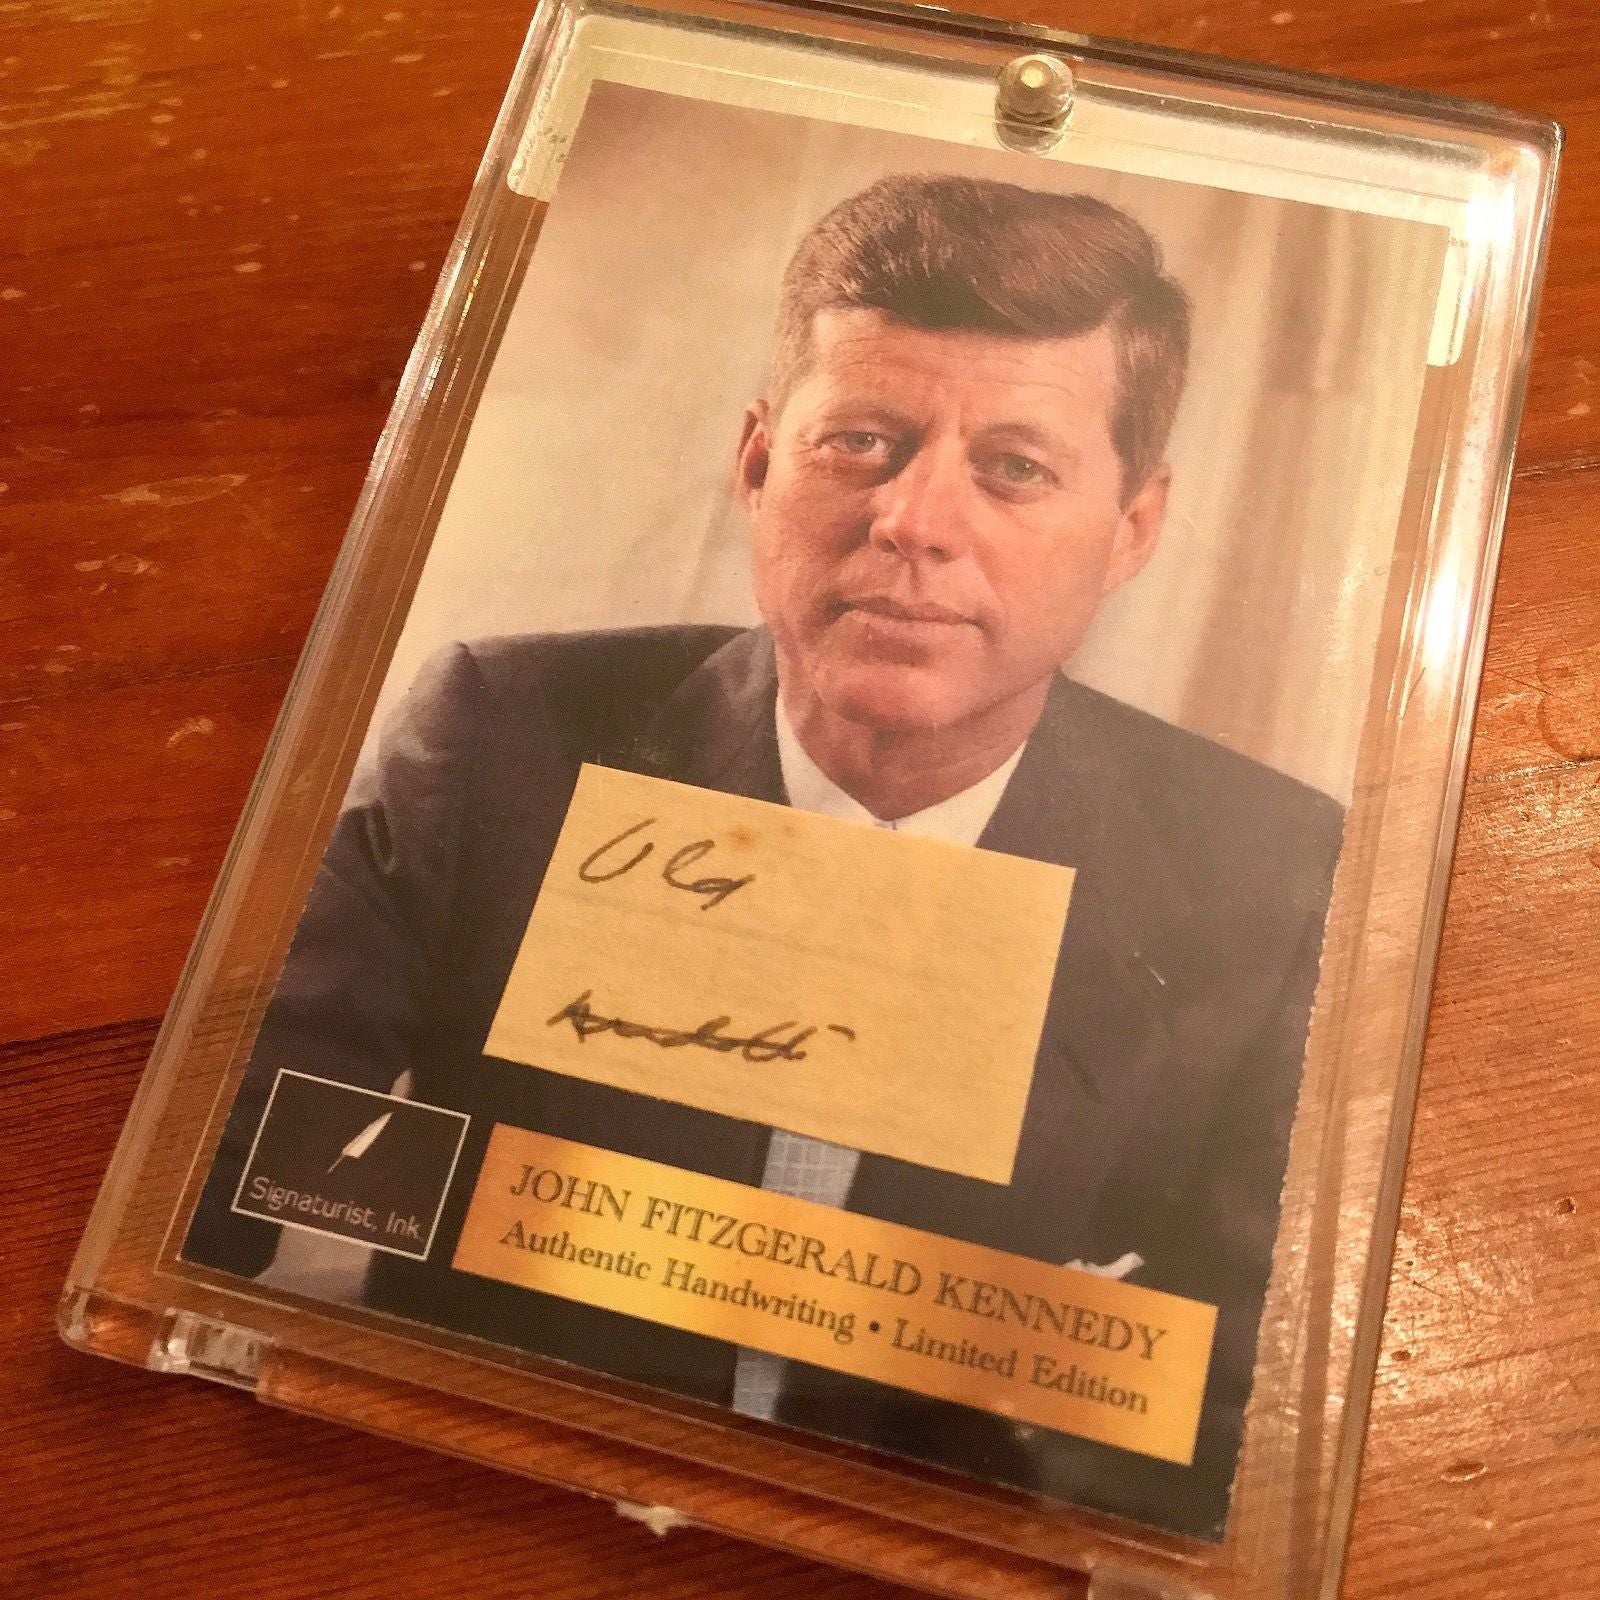 Signaturist, Ink.
JOHN FITZGERALD KENNEDY
Authentic Handwriting • Limited Edition